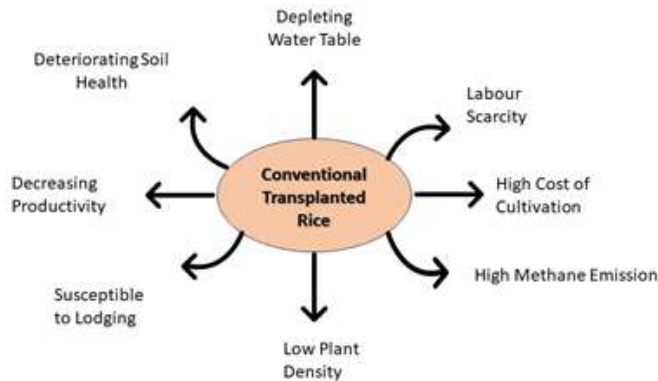 Depleting
Water Table
Deteriorating Soil
Health
Labour
Scarcity
Conventional
Transplanted
Rice
Decreasing
Productivity
High Cost of
Cultivation
Susceptible
to Lodging
High Methane Emission
Low Plant
Density